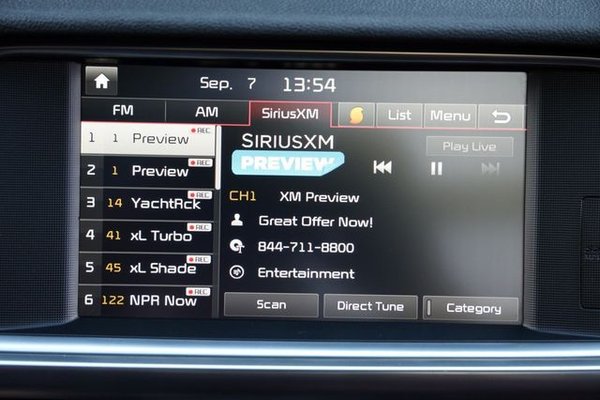 Sep. 7 13:54
FM AM SiriusXM List Menu
1 1 Preview REC
SIRIUSXM
PREVIEW
Play Live
2 1 Preview REC
3 14 YachtRck REC
CH1 XM Preview
4 41 xL Turbo REC
Great Offer Now!
844-711-8800
5 45 xL Shade REC
Entertainment
6 122 NPR Now REC
Scan Direct Tune Category